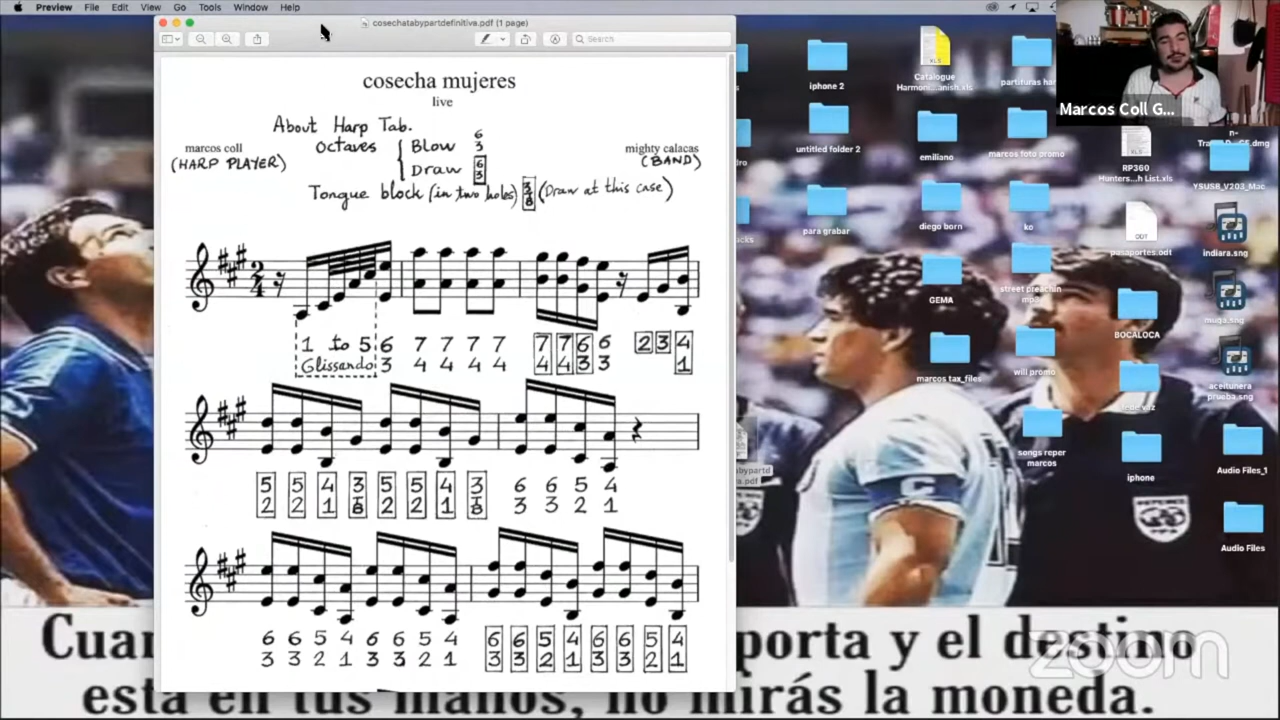 Preview File Edit View Go Tools Window Help
cosechatabypartdefinitiva.pdf (1 page)
Search
cosecha mujeres
live
About Harp Tab.
marcos coll
(HARP PLAYER)
Octaves
Blow 6 3
Draw 6 3
mighty calacas
(BAND)
Tongue block (in two holes) (Draw at this case)
2 4
1 to 5 6 7 7 7 7 7 7 6 6 2 3 4
Glissando 3 4 4 4 4 4 4 3 3 1
5 5 4 3 5 5 4 3 6 6 5 4
2 2 1 B 2 2 1 B 3 3 2 1
6 6 5 4 6 6 5 4 6 6 5 4 6 6 5 4
3 3 2 1 3 3 2 1 3 3 2 1 3 3 2 1
Marcos Coll G...
iphone 2
XLS
Catalogue
Harmoni...anish.xls
partituras har
untitled folder 2
emiliano
marcos foto promo
RP360
Hunters...h List.xls
YSUSB_V203_Mac
para grabar
diego born
ko
ODT
pasaportes.odt
indiara.sng
GEMA
street preachin
mp3
BOCALOCA
muga.sng
marcos tax_files
will promo
aceitunera
prueba.sng
songs reper
marcos
iphone
Audio Files_1
Audio Files
C
Cuan porta y el destino
está en tus manos, no mirás la moneda.
zoom